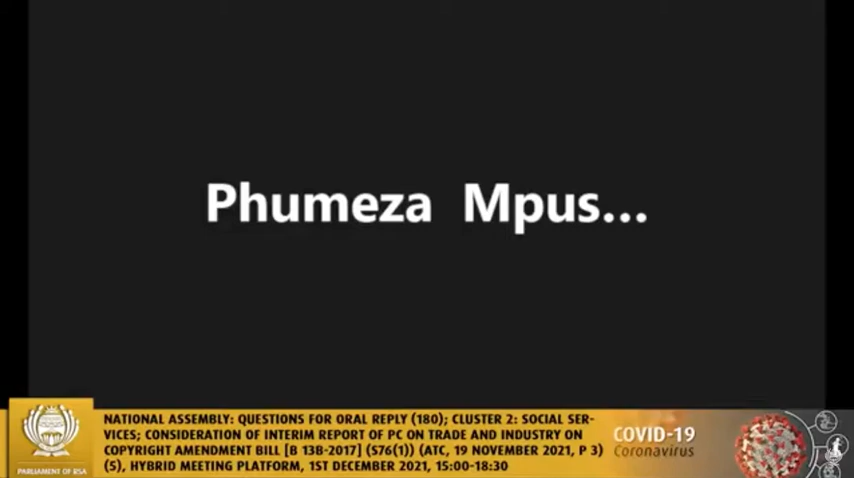 Phumeza Mpus...
NATIONAL ASSEMBLY: QUESTIONS FOR ORAL REPLY (180); CLUSTER 2: SOCIAL SER-
VICES; CONSIDERATION OF INTERIM REPORT OF PC ON TRADE AND INDUSTRY ON
COPYRIGHT AMENDMENT BILL [B 13B-2017] (S76(1)) (ATC, 19 NOVEMBER 2021, P 3)
(5), HYBRID MEETING PLATFORM, 1ST DECEMBER 2021, 15:00-18:30
COVID-19
Coronavirus
PARLIAMENT OF RSA